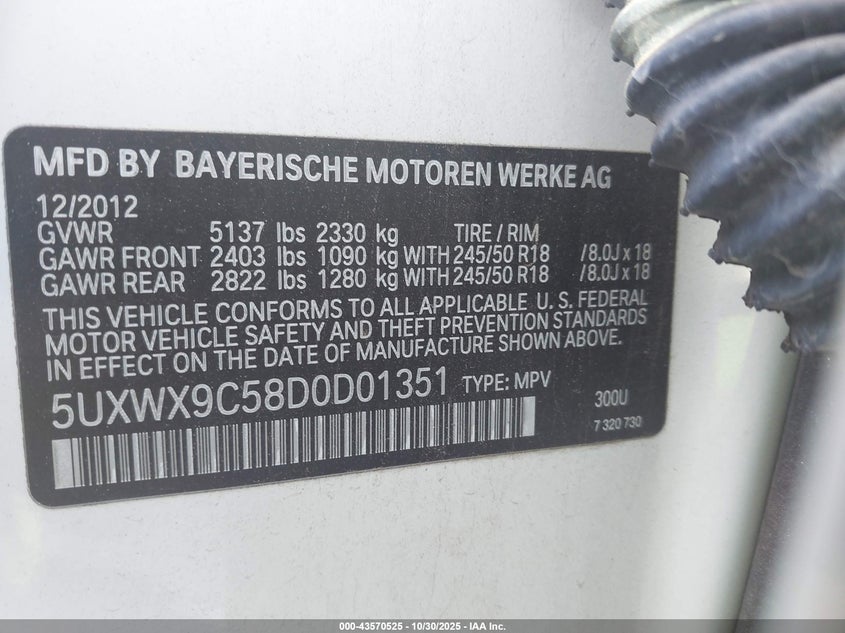 MFD BY BAYERISCHE MOTOREN WERKE AG
12/2012
GVWR 5137 lbs 2330 kg TIRE / RIM
GAWR FRONT 2403 lbs 1090 kg WITH 245/50 R18 / 8.0J x 18
GAWR REAR 2822 lbs 1280 kg WITH 245/50 R18 / 8.0J x 18
THIS VEHICLE CONFORMS TO ALL APPLICABLE U. S. FEDERAL
MOTOR VEHICLE SAFETY AND THEFT PREVENTION STANDARDS
IN EFFECT ON THE DATE OF MANUFACTURE SHOWN ABOVE.
5UXWX9C58D0D01351 TYPE: MPV 300U
7 320 730
000-43570525 - 10/30/2025 - IAA Inc.